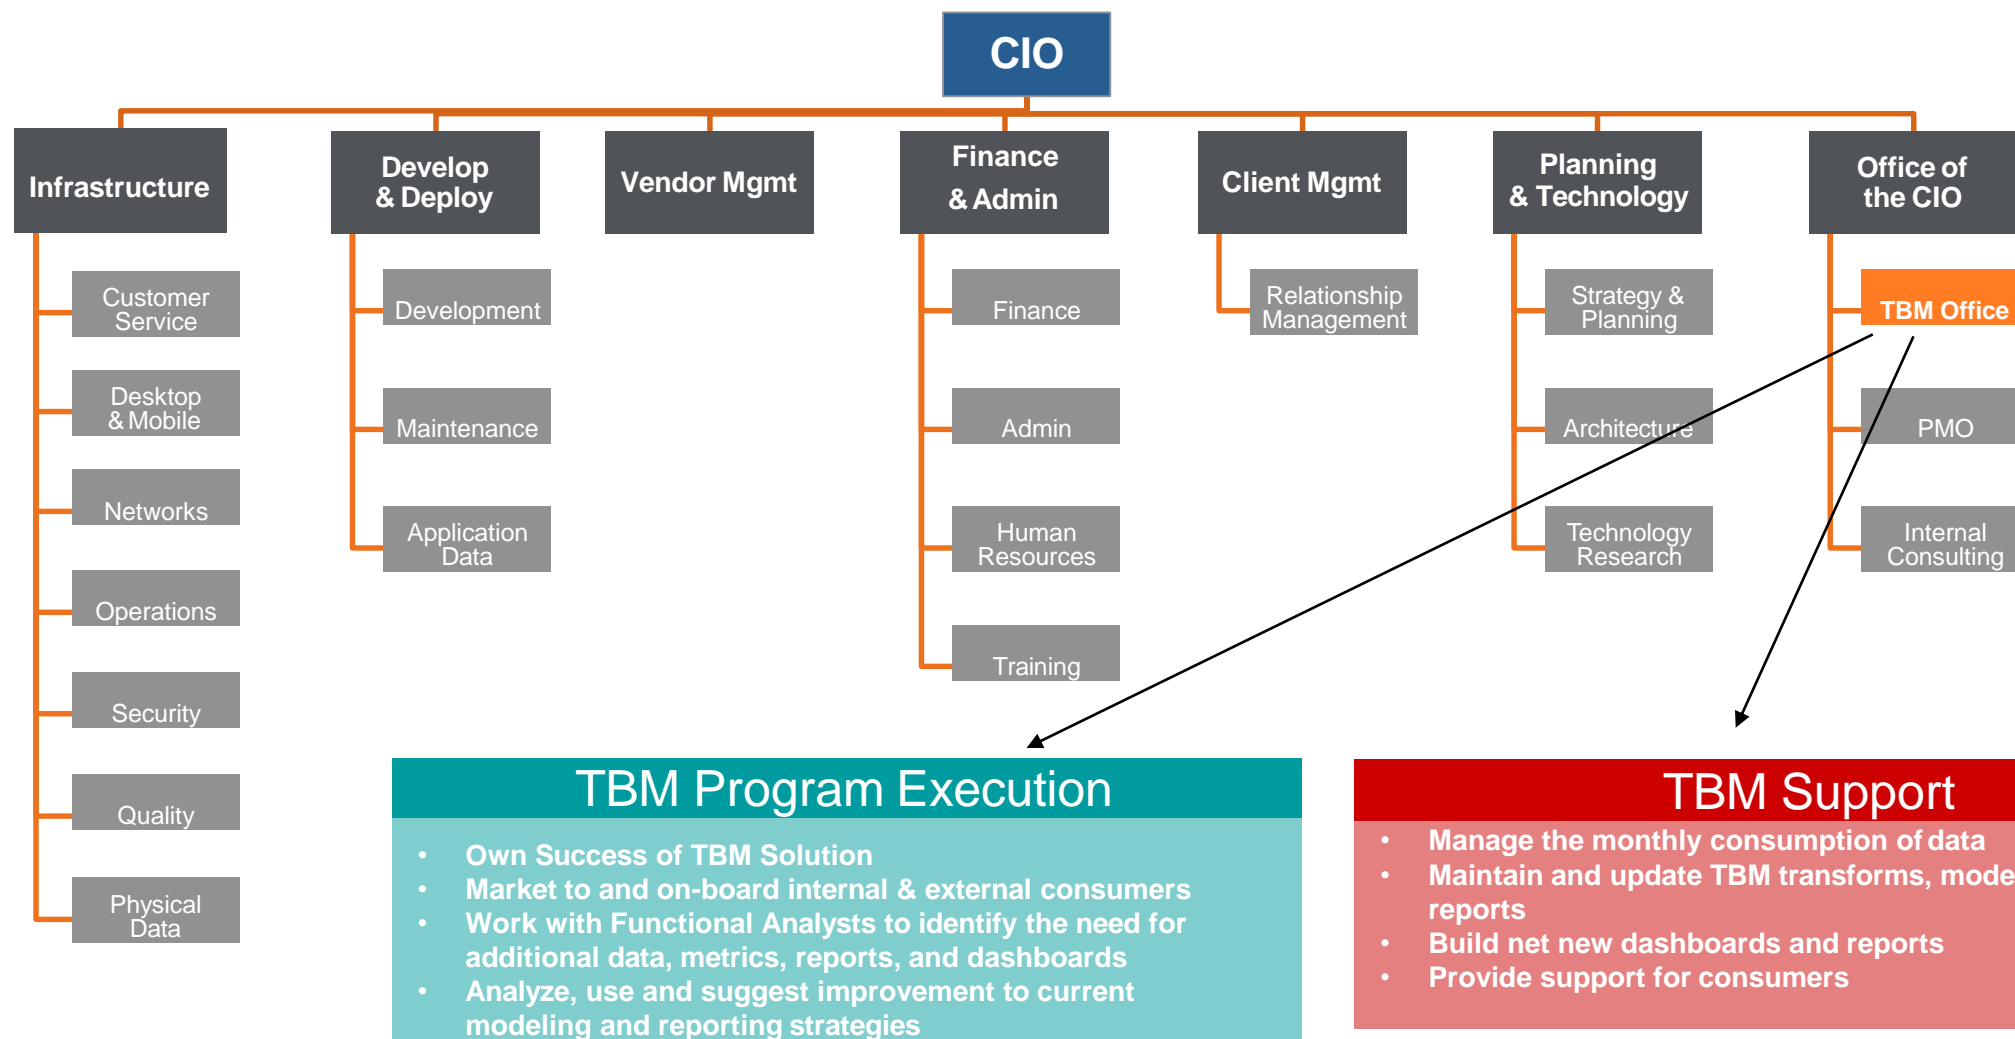 CIO
Infrastructure
Develop
& Deploy
Vendor Mgmt
Finance
& Admin
Client Mgmt
Planning
& Technology
Office of
the CIO
Customer
Service
Desktop
& Mobile
Networks
Operations
Security
Quality
Physical
Data
Development
Maintenance
Application
Data
Finance
Admin
Human
Resources
Training
Relationship
Management
Strategy &
Planning
Architecture
Technology
Research
TBM Office
PMO
Internal
Consulting
TBM Program Execution
• Own Success of TBM Solution
• Market to and on-board internal & external consumers
• Work with Functional Analysts to identify the need for
additional data, metrics, reports, and dashboards
• Analyze, use and suggest improvement to current
modeling and reporting strategies
TBM Support
• Manage the monthly consumption of data
• Maintain and update TBM transforms,
reports
• Build net new dashboards and reports
• Provide support for consumers